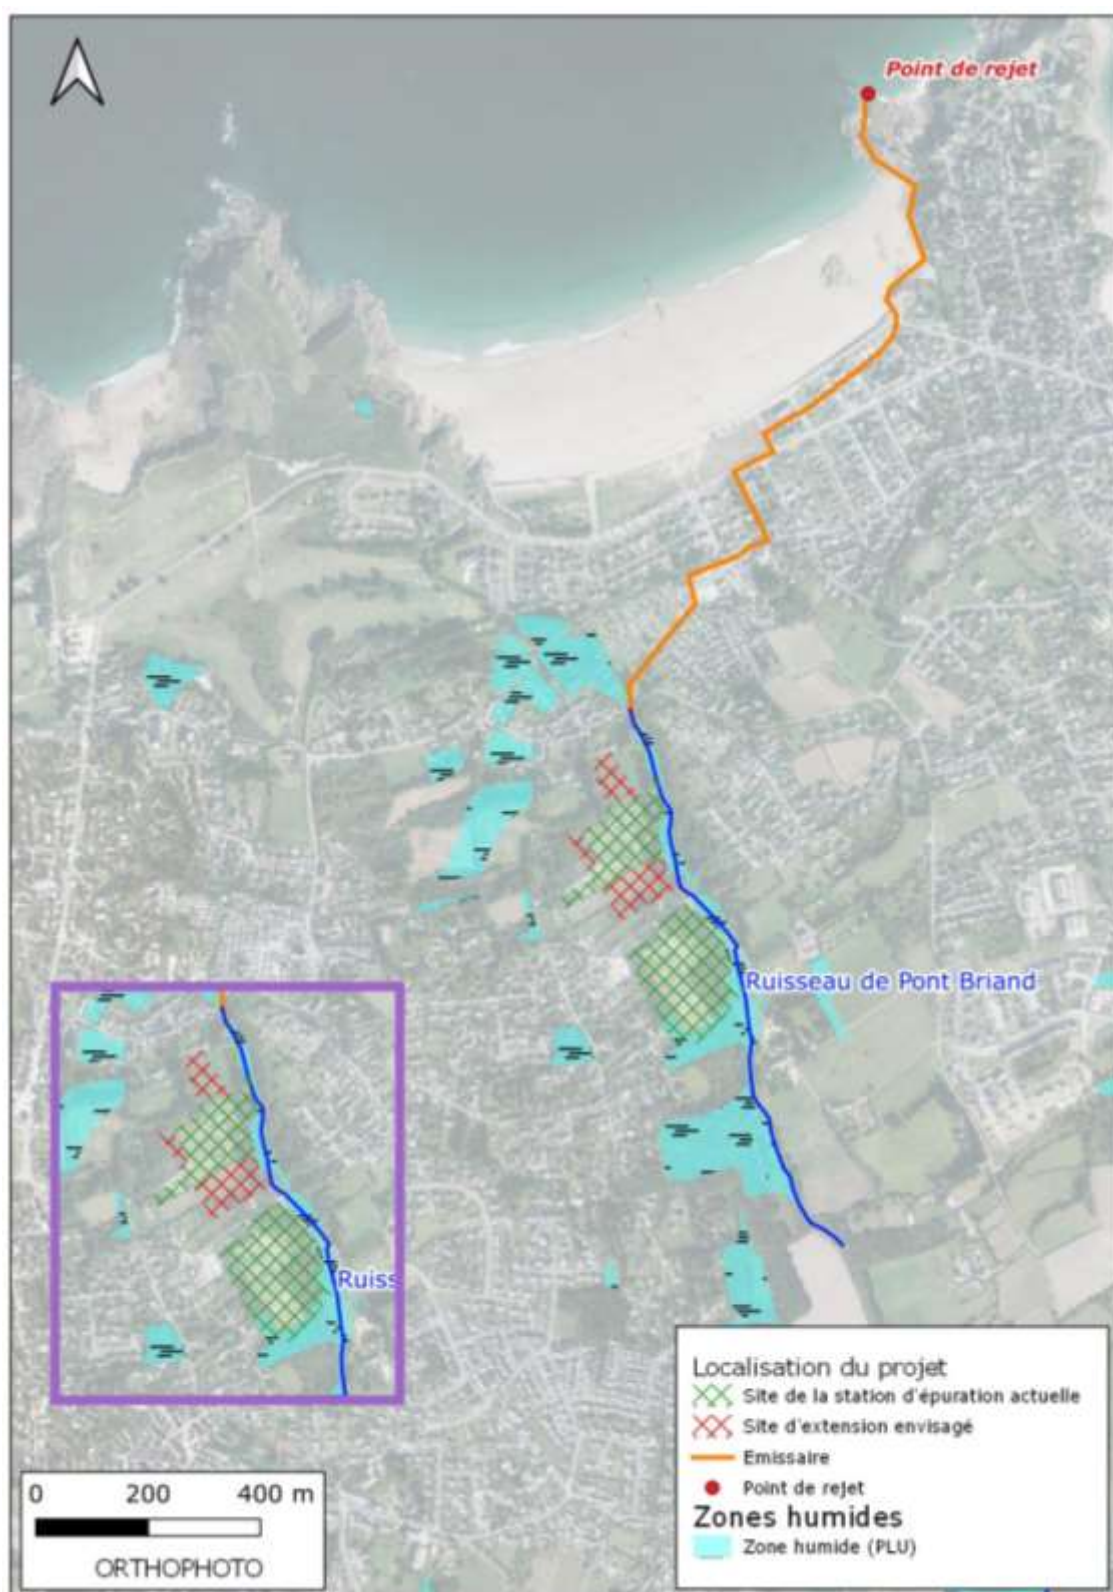 Point de rejet
Ruisseau de Pont Briand
Ruiss
Localisation du projet
Site de la station d'épuration actuelle
Site d'extension envisagé
Emissaire
Point de rejet
Zones humides
Zone humide (PLU)
0 200 400 m
ORTHOPHOTO